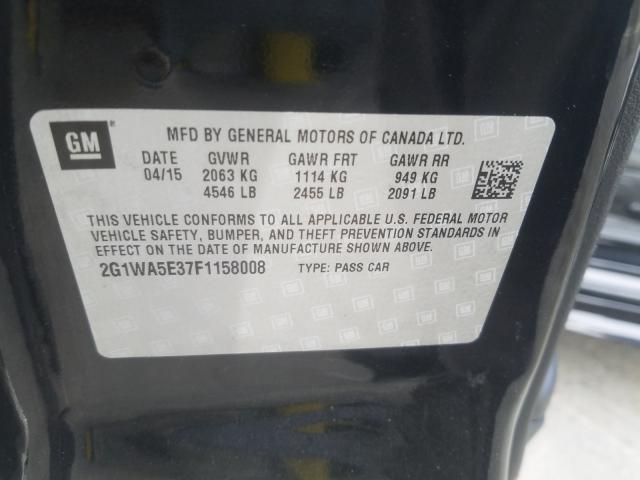 GM
MFD BY GENERAL MOTORS OF CANADA LTD.
DATE GVWR GAWR FRT GAWR RR
04/15 2063 KG 1114 KG 949 KG
4546 LB 2455 LB 2091 LB
THIS VEHICLE CONFORMS TO ALL APPLICABLE U.S. FEDERAL MOTOR
VEHICLE SAFETY, BUMPER, AND THEFT PREVENTION STANDARDS IN
EFFECT ON THE DATE OF MANUFACTURE SHOWN ABOVE.
2G1WA5E37F1158008 TYPE: PASS CAR